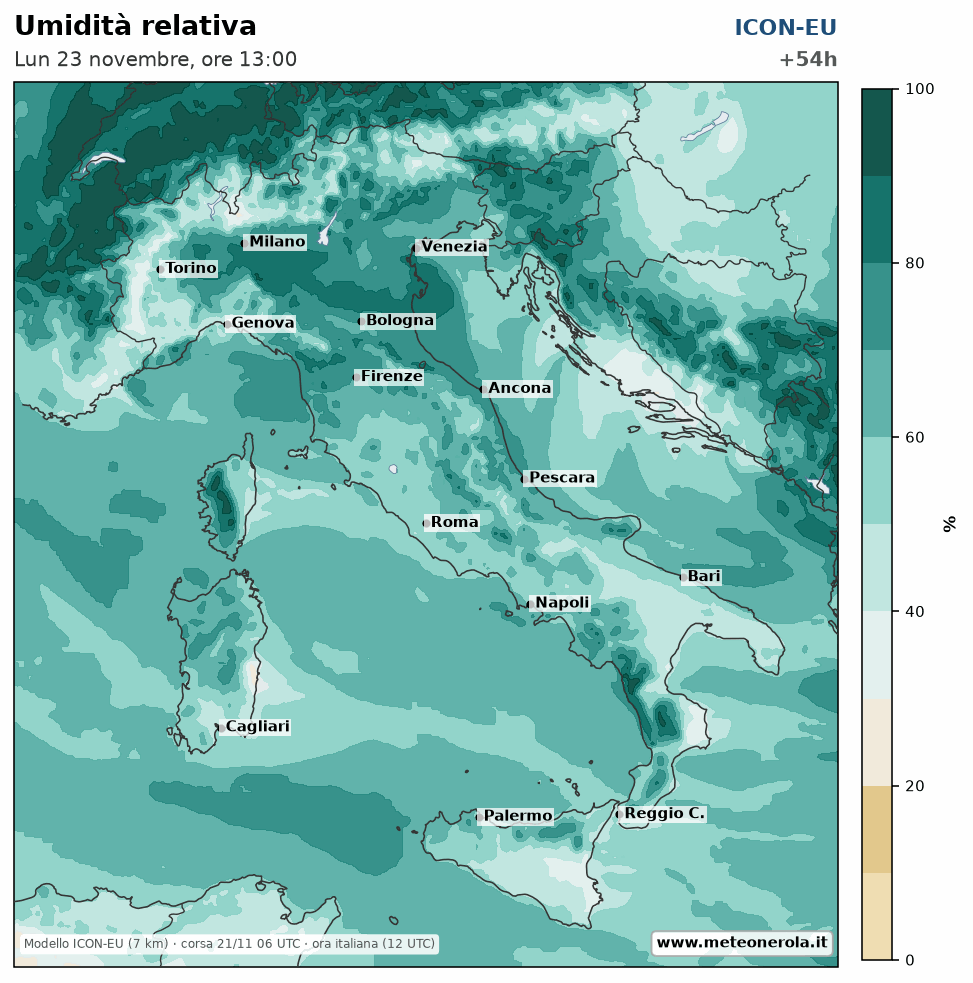 Umidità relativa
ICON-EU
Lun 23 novembre, ore 13:00
+54h
100
80
60
40
20
0
%
Milano
Venezia
Torino
Genova
Bologna
Firenze
Ancona
Pescara
Roma
Bari
Napoli
Cagliari
Palermo
Reggio C.
Modello ICON-EU (7 km) · corsa 21/11 06 UTC · ora italiana (12 UTC)
www.meteonerola.it